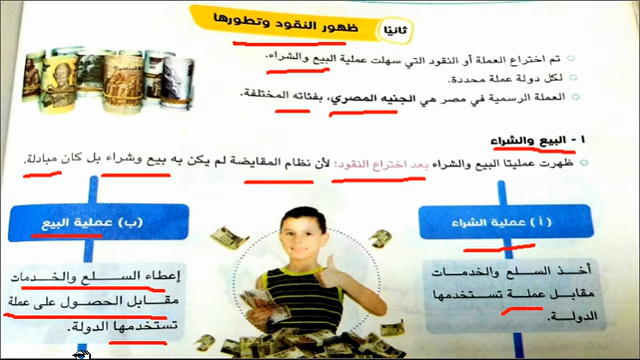 ثانيًا
ظهور النقود وتطورها
تم اختراع العملة أو النقود التي سهلت عملية البيع والشراء.
لكل دولة عملة محددة.
العملة الرسمية في مصر هي الجنيه المصري، بفئاته المختلفة.
١ - البيع والشراء
ظهرت عمليتا البيع والشراء بعد اختراع النقود؛ لأن نظام المقايضة لم يكن به بيع وشراء بل كان مبادلة.
( أ ) عملية الشراء
أخذ السلع والخدمات
مقابل عملة تستخدمها
الدولة.
(ب) عملية البيع
إعطاء السلع والخدمات
مقابل الحصول على عملة
تستخدمها الدولة.